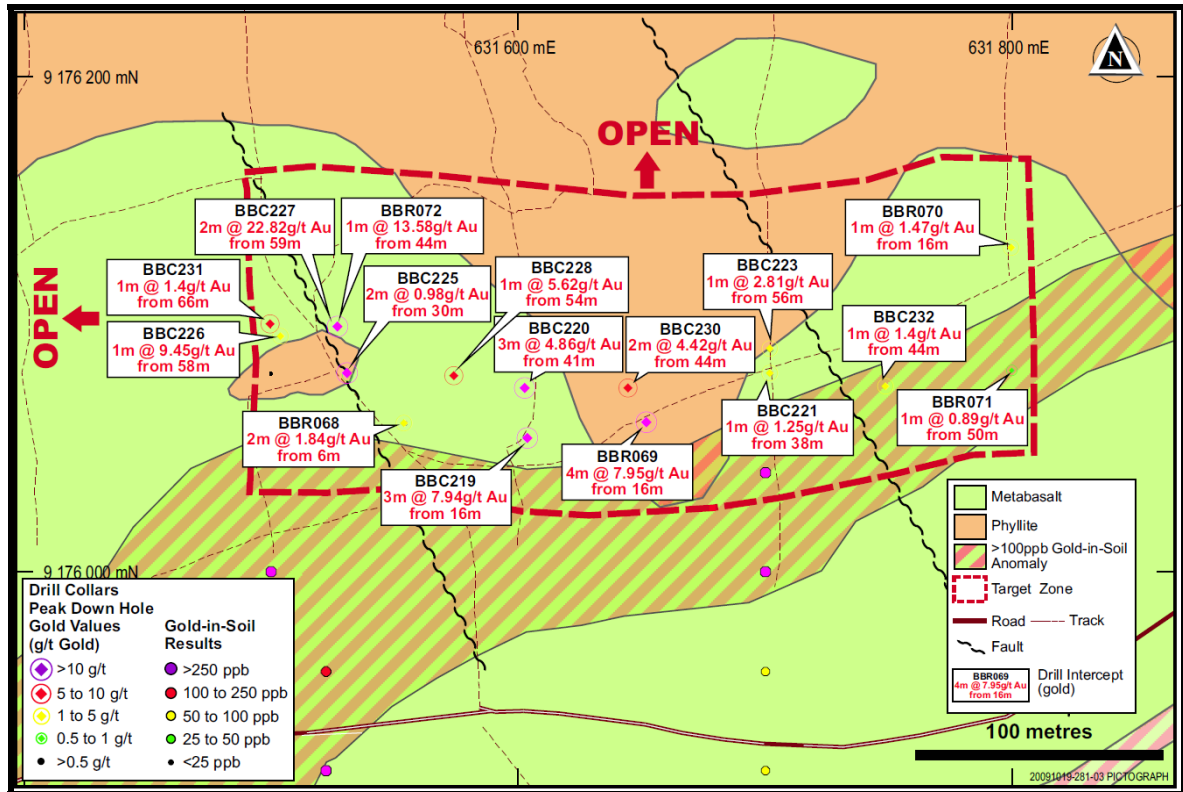 631 600 mE
631 800 mE
N
9 176 200 mN
OPEN
OPEN
BBC227
2m @ 22.82g/t Au
from 59m
BBR072
1m @ 13.58g/t Au
from 44m
BBR070
1m @ 1.47g/t Au
from 16m
BBC231
1m @ 1.4g/t Au
from 66m
BBC225
2m @ 0.98g/t Au
from 30m
BBC228
1m @ 5.62g/t Au
from 54m
BBC223
1m @ 2.81g/t Au
from 56m
BBC226
1m @ 9.45g/t Au
from 58m
BBC220
3m @ 4.86g/t Au
from 41m
BBC230
2m @ 4.42g/t Au
from 44m
BBC232
1m @ 1.4g/t Au
from 44m
BBR068
2m @ 1.84g/t Au
from 6m
BBC219
3m @ 7.94g/t Au
from 16m
BBR069
4m @ 7.95g/t Au
from 16m
BBC221
1m @ 1.25g/t Au
from 38m
BBR071
1m @ 0.89g/t Au
from 50m
9 176 000 mN
Drill Collars
Peak Down Hole
Gold Values
(g/t Gold)
>10 g/t
5 to 10 g/t
1 to 5 g/t
0.5 to 1 g/t
>0.5 g/t
Gold-in-Soil
Results
>250 ppb
100 to 250 ppb
50 to 100 ppb
25 to 50 ppb
<25 ppb
Metabasalt
Phyllite
>100ppb Gold-in-Soil
Anomaly
Target Zone
Road
Track
Fault
BBR069
4m @ 7.95g/t Au
from 16m
Drill Intercept
(gold)
100 metres
20091019-281-03 PICTOGRAPH